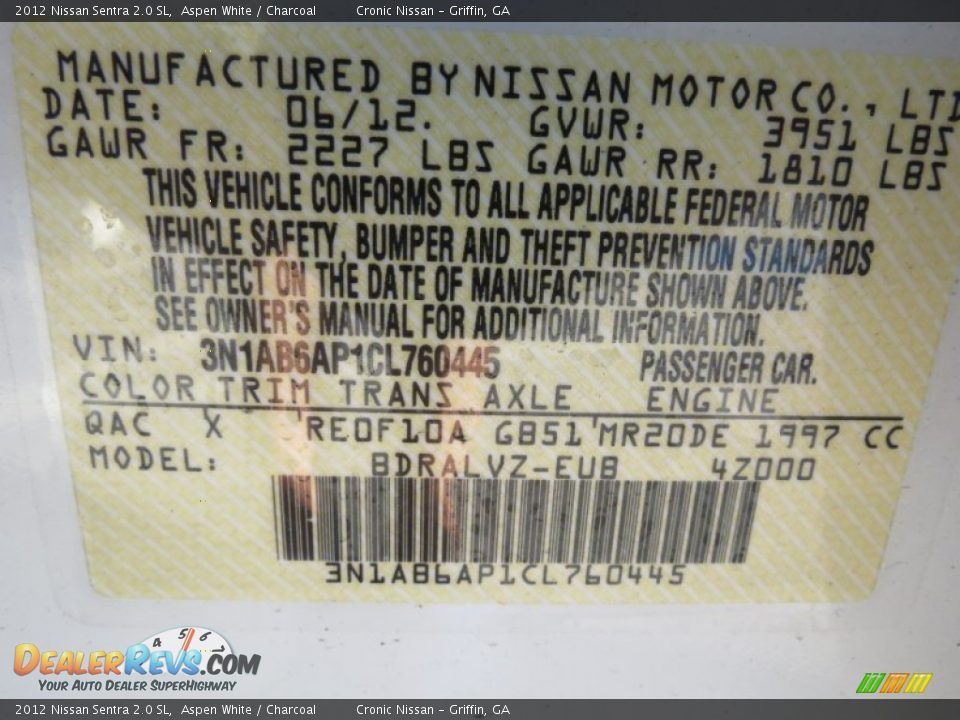 2012 Nissan Sentra 2.0 SL, Aspen White / Charcoal Cronic Nissan - Griffin, GA
MANUFACTURED BY NISSAN MOTOR CO., LTD
DATE: 06/12. GVWR: 3951 LBS
GAWR FR: 2227 LBS GAWR RR: 1810 LBS
THIS VEHICLE CONFORMS TO ALL APPLICABLE FEDERAL MOTOR
VEHICLE SAFETY, BUMPER AND THEFT PREVENTION STANDARDS
IN EFFECT ON THE DATE OF MANUFACTURE SHOWN ABOVE.
SEE OWNER'S MANUAL FOR ADDITIONAL INFORMATION.
VIN: 3N1AB6AP1CL760445 PASSENGER CAR.
COLOR TRIM TRANS AXLE ENGINE
QAC X 'RE0F10A GB51'MR20DE 1997 CC
MODEL: BDRALVZ-EUB 4Z000
3N1AB6AP1CL760445
4 5 6
DEALERREVS.COM
YOUR AUTO DEALER SUPERHIGHWAY
2012 Nissan Sentra 2.0 SL, Aspen White / Charcoal Cronic Nissan - Griffin, GA